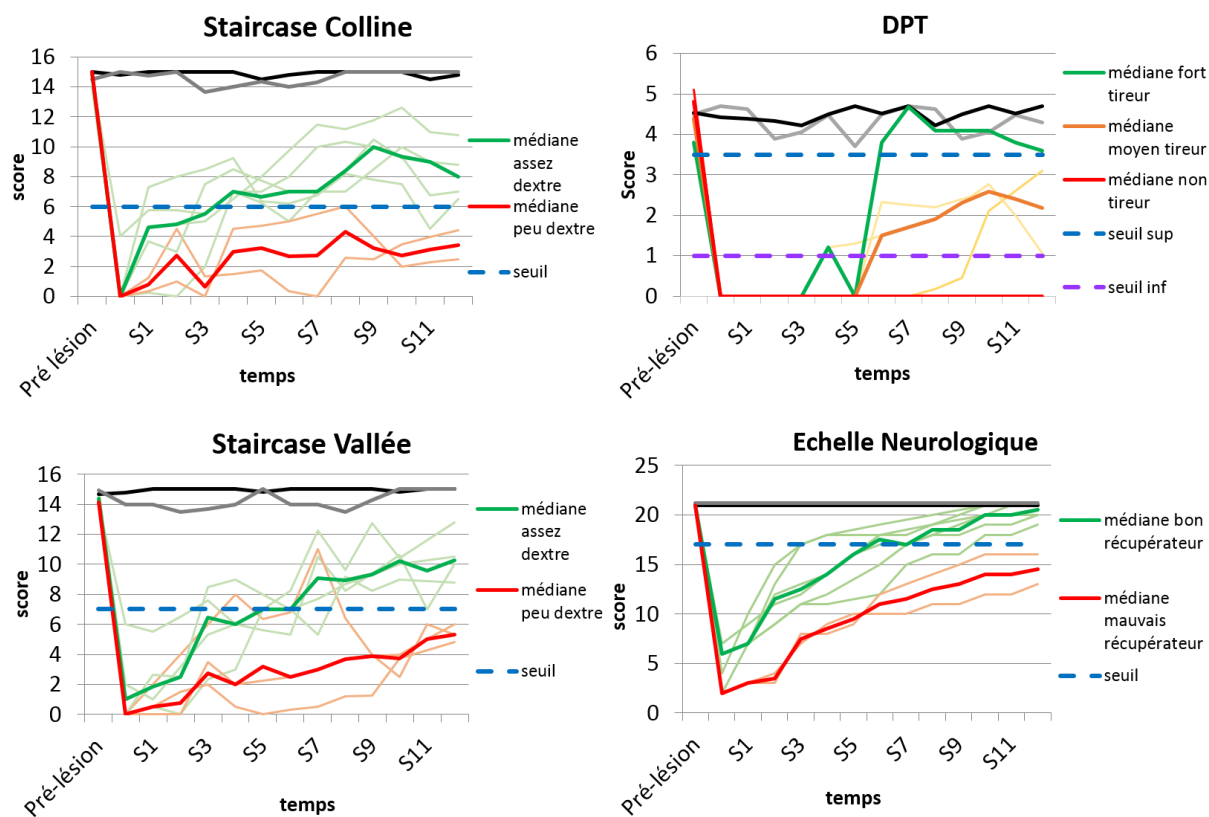 Staircase Colline
16
14
12
10
8
6
4
2
0
score
Pré lésion
S1
S3
S5
S7
S9
S11
temps
médiane
assez
dextre
médiane
peu dextre
seuil
DPT
6
5
4
3
2
1
0
Score
Pré-lésion
S1
S3
S5
S7
S9
S11
temps
médiane fort
tireur
médiane
moyen tireur
médiane non
tireur
seuil sup
seuil inf
Staircase Vallée
16
14
12
10
8
6
4
2
0
score
Pré-lésion
S1
S3
S5
S7
S9
S11
temps
médiane
assez
dextre
médiane
peu dextre
seuil
Echelle Neurologique
25
20
15
10
5
0
score
Pré-lésion
S1
S3
S5
S7
S9
S11
temps
médiane bon
récupérateur
médiane
mauvais
récupérateur
seuil